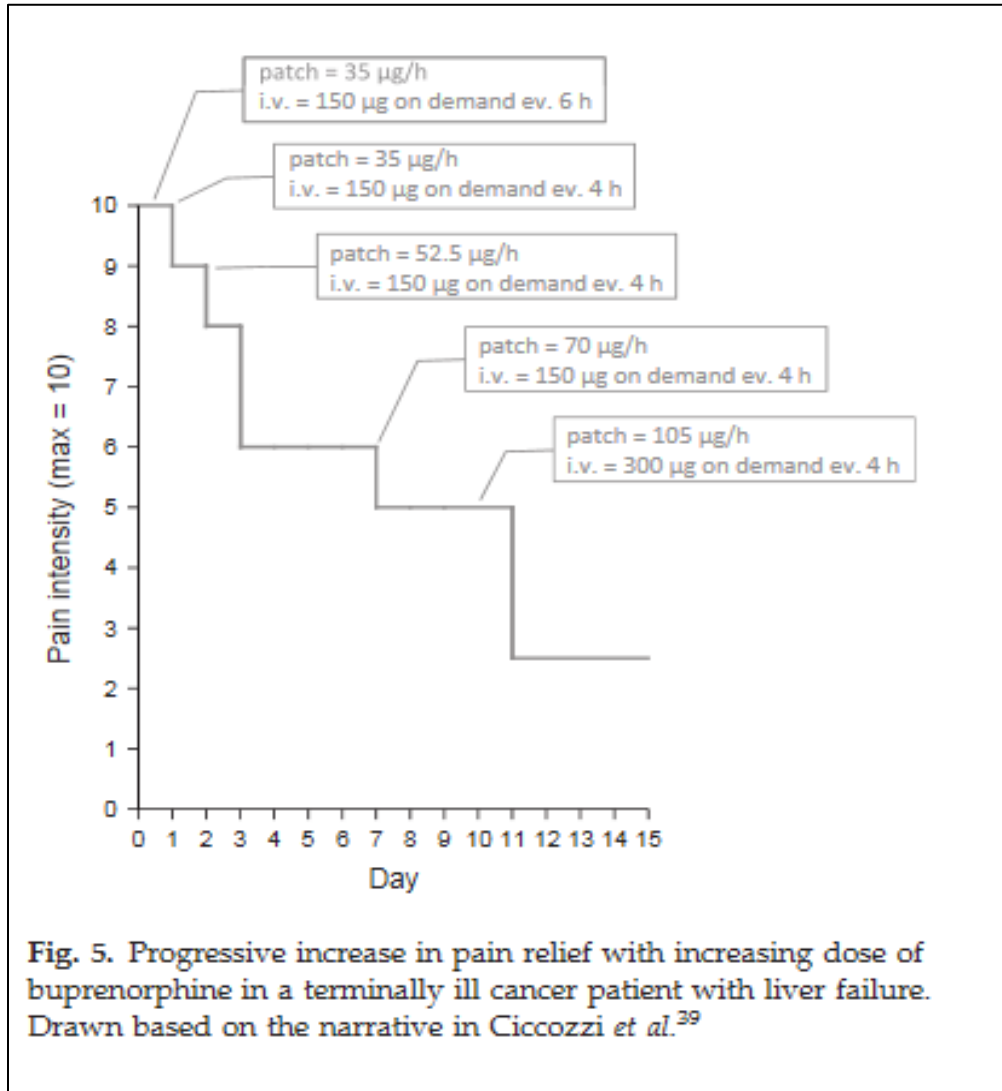 patch = 35 µg/h
i.v. = 150 µg on demand ev. 6 h
patch = 35 µg/h
i.v. = 150 µg on demand ev. 4 h
patch = 52.5 µg/h
i.v. = 150 µg on demand ev. 4 h
patch = 70 µg/h
i.v. = 150 µg on demand ev. 4 h
patch = 105 µg/h
i.v. = 300 µg on demand ev. 4 h
Pain intensity (max = 10)
10
9
8
7
6
5
4
3
2
1
0
0 1 2 3 4 5 6 7 8 9 10 11 12 13 14 15
Day
Fig. 5. Progressive increase in pain relief with increasing dose of
buprenorphine in a terminally ill cancer patient with liver failure.
Drawn based on the narrative in Ciccozzi et al.39